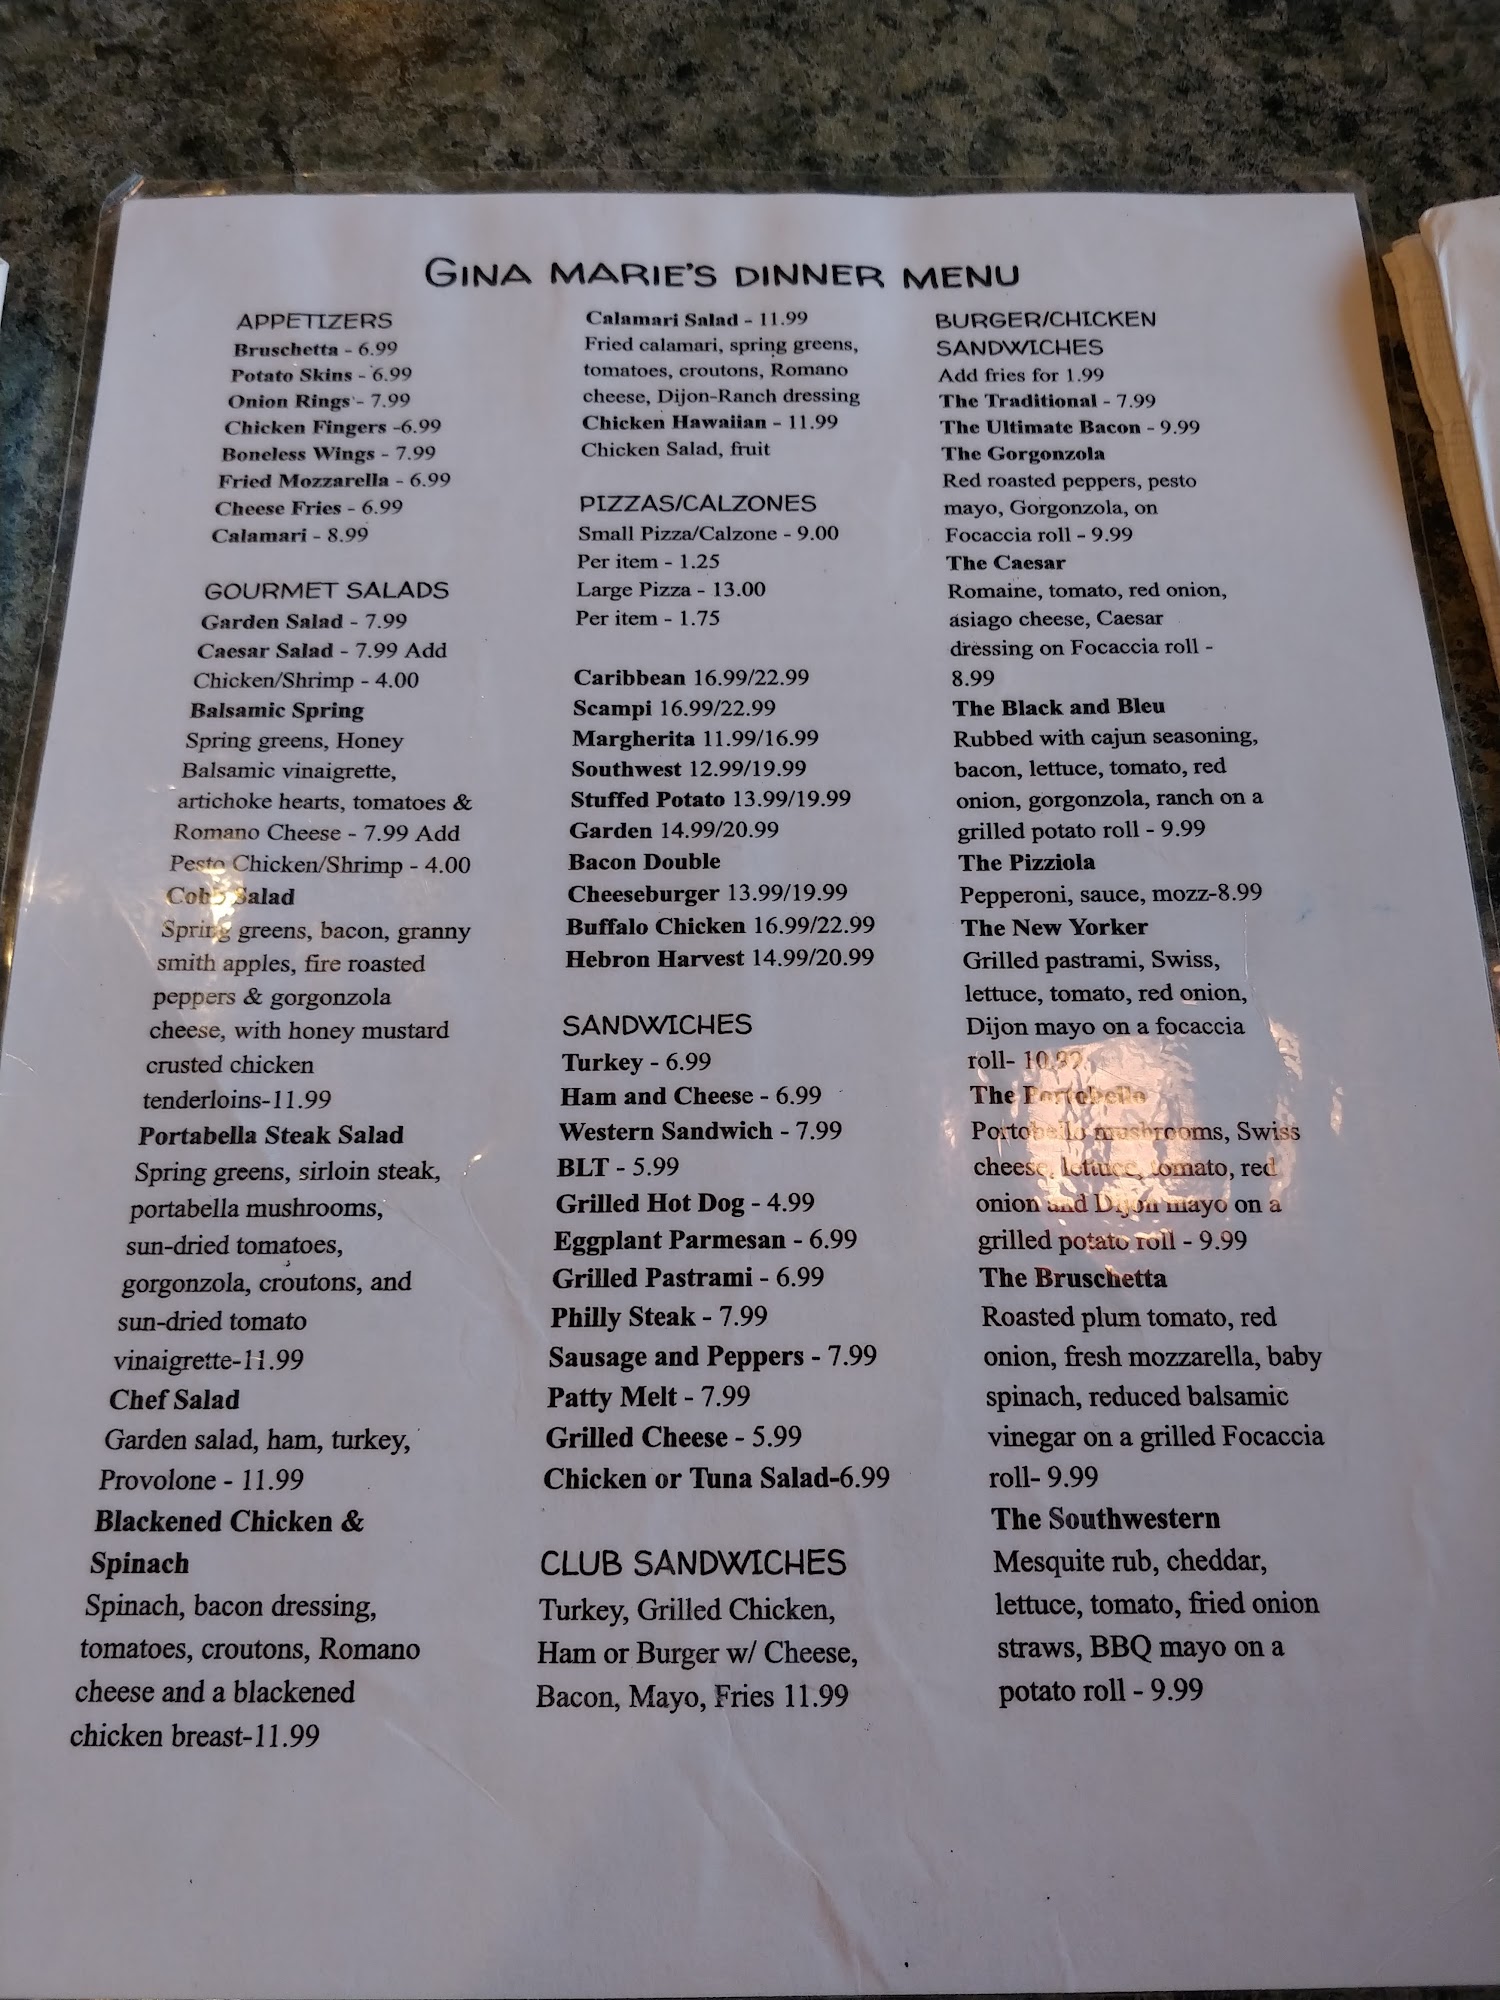 GINA MARIE'S DINNER MENU
APPETIZERS
Bruschetta - 6.99
Potato Skins - 6.99
Onion Rings - 7.99
Chicken Fingers -6.99
Boneless Wings - 7.99
Fried Mozzarella - 6.99
Cheese Fries - 6.99
Calamari - 8.99
GOURMET SALADS
Garden Salad - 7.99
Caesar Salad - 7.99 Add
Chicken/Shrimp - 4.00
Balsamic Spring
Spring greens, Honey
Balsamic vinaigrette,
artichoke hearts, tomatoes &
Romano Cheese - 7.99 Add
Pesto Chicken/Shrimp - 4.00
Cobb Salad
Spring greens, bacon, granny
smith apples, fire roasted
peppers & gorgonzola
cheese, with honey mustard
crusted chicken
tenderloins-11.99
Portabella Steak Salad
Spring greens, sirloin steak,
portabella mushrooms,
sun-dried tomatoes,
gorgonzola, croutons, and
sun-dried tomato
vinaigrette-11.99
Chef Salad
Garden salad, ham, turkey,
Provolone - 11.99
Blackened Chicken &
Spinach
Spinach, bacon dressing,
tomatoes, croutons, Romano
cheese and a blackened
chicken breast-11.99
Calamari Salad - 11.99
Fried calamari, spring greens,
tomatoes, croutons, Romano
cheese, Dijon-Ranch dressing
Chicken Hawaiian - 11.99
Chicken Salad, fruit
PIZZAS/CALZONES
Small Pizza/Calzone - 9.00
Per item - 1.25
Large Pizza - 13.00
Per item - 1.75
Caribbean 16.99/22.99
Scampi 16.99/22.99
Margherita 11.99/16.99
Southwest 12.99/19.99
Stuffed Potato 13.99/19.99
Garden 14.99/20.99
Bacon Double
Cheeseburger 13.99/19.99
Buffalo Chicken 16.99/22.99
Hebron Harvest 14.99/20.99
SANDWICHES
Turkey - 6.99
Ham and Cheese - 6.99
Western Sandwich - 7.99
BLT - 5.99
Grilled Hot Dog - 4.99
Eggplant Parmesan - 6.99
Grilled Pastrami - 6.99
Philly Steak - 7.99
Sausage and Peppers - 7.99
Patty Melt - 7.99
Grilled Cheese - 5.99
Chicken or Tuna Salad-6.99
CLUB SANDWICHES
Turkey, Grilled Chicken,
Ham or Burger w/ Cheese,
Bacon, Mayo, Fries 11.99
BURGER/CHICKEN
SANDWICHES
Add fries for 1.99
The Traditional - 7.99
The Ultimate Bacon - 9.99
The Gorgonzola
Red roasted peppers, pesto
mayo, Gorgonzola, on
Focaccia roll - 9.99
The Caesar
Romaine, tomato, red onion,
asiago cheese, Caesar
dressing on Focaccia roll -
8.99
The Black and Bleu
Rubbed with cajun seasoning,
bacon, lettuce, tomato, red
onion, gorgonzola, ranch on a
grilled potato roll - 9.99
The Pizziola
Pepperoni, sauce, mozz-8.99
The New Yorker
Grilled pastrami, Swiss,
lettuce, tomato, red onion,
Dijon mayo on a focaccia
roll- 10.99
The Portobello
Portobello mushrooms, Swiss
cheese, lettuce, tomato, red
onion and Dijon mayo on a
grilled potato roll - 9.99
The Bruschetta
Roasted plum tomato, red
onion, fresh mozzarella, baby
spinach, reduced balsamic
vinegar on a grilled Focaccia
roll- 9.99
The Southwestern
Mesquite rub, cheddar,
lettuce, tomato, fried onion
straws, BBQ mayo on a
potato roll - 9.99